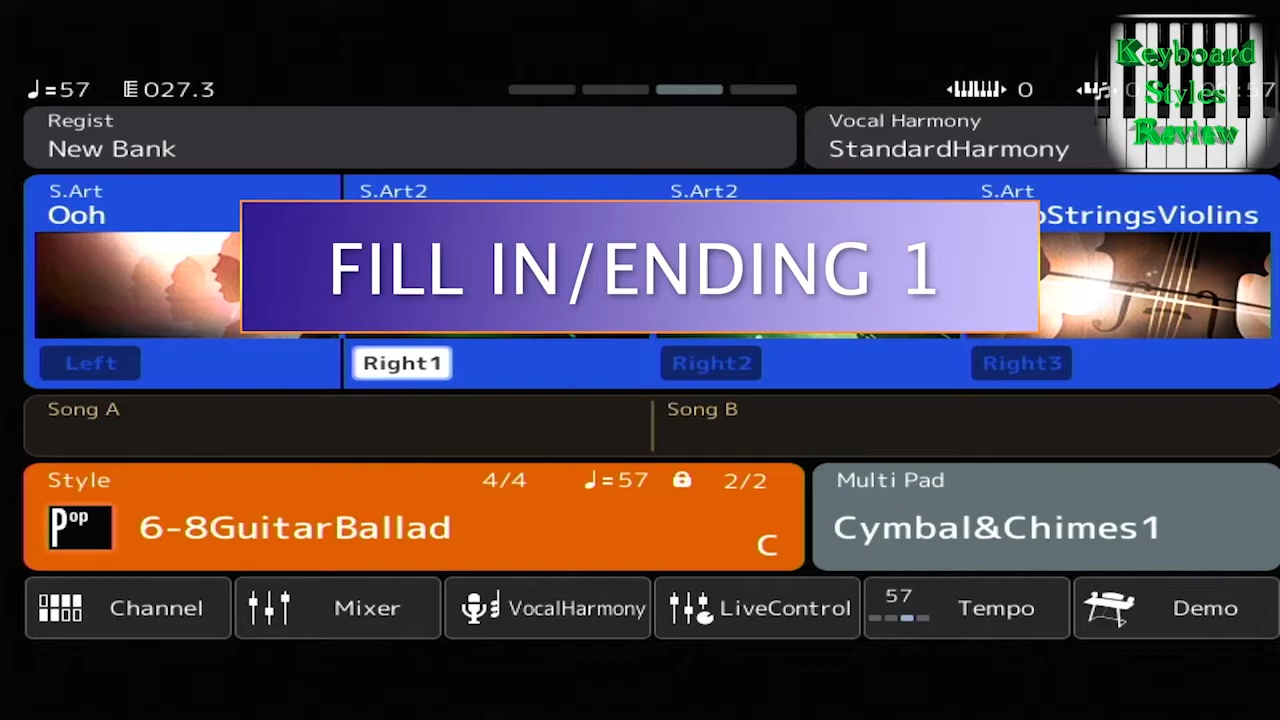 =57 027.3
0
:57
Keyboard
Styles
Review
Regist
New Bank
Vocal Harmony
StandardHarmony
S.Art
Ooh
S.Art2
S.Art2
S.Art
StringsViolins
FILL IN/ENDING 1
Left
Right1
Right2
Right3
Song A
Song B
Style
4/4 =57 2/2
Pop
6-8GuitarBallad
C
Multi Pad
Cymbal&Chimes1
Channel
Mixer
VocalHarmony
LiveControl
57
Tempo
Demo